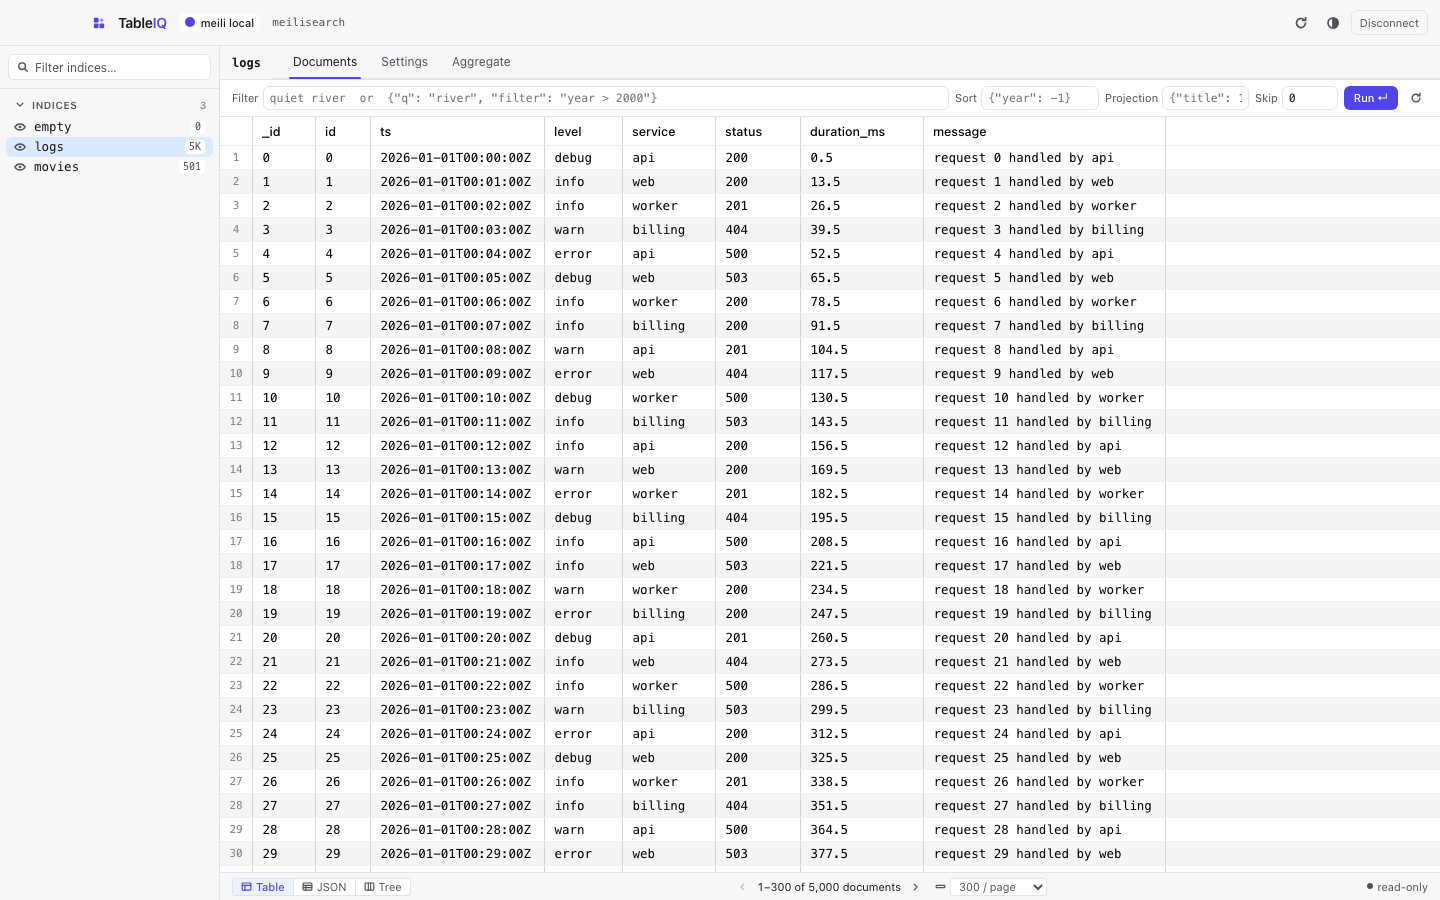 TableIQ meili local meilisearch Disconnect
Filter indices...
INDICES 3
empty 0
logs 5K
movies 501
logs Documents Settings Aggregate
Filter quiet river or {"q": "river", "filter": "year > 2000"} Sort {"year": −1} Projection {"title": Skip 0 Run ↵
_id id ts level service status duration_ms message
1 0 0 2026-01-01T00:00:00Z debug api 200 0.5 request 0 handled by api
2 1 1 2026-01-01T00:01:00Z info web 200 13.5 request 1 handled by web
3 2 2 2026-01-01T00:02:00Z info worker 201 26.5 request 2 handled by worker
4 3 3 2026-01-01T00:03:00Z warn billing 404 39.5 request 3 handled by billing
5 4 4 2026-01-01T00:04:00Z error api 500 52.5 request 4 handled by api
6 5 5 2026-01-01T00:05:00Z debug web 503 65.5 request 5 handled by web
7 6 6 2026-01-01T00:06:00Z info worker 200 78.5 request 6 handled by worker
8 7 7 2026-01-01T00:07:00Z info billing 200 91.5 request 7 handled by billing
9 8 8 2026-01-01T00:08:00Z warn api 201 104.5 request 8 handled by api
10 9 9 2026-01-01T00:09:00Z error web 404 117.5 request 9 handled by web
11 10 10 2026-01-01T00:10:00Z debug worker 500 130.5 request 10 handled by worker
12 11 11 2026-01-01T00:11:00Z info billing 503 143.5 request 11 handled by billing
13 12 12 2026-01-01T00:12:00Z info api 200 156.5 request 12 handled by api
14 13 13 2026-01-01T00:13:00Z warn web 200 169.5 request 13 handled by web
15 14 14 2026-01-01T00:14:00Z error worker 201 182.5 request 14 handled by worker
16 15 15 2026-01-01T00:15:00Z debug billing 404 195.5 request 15 handled by billing
17 16 16 2026-01-01T00:16:00Z info api 500 208.5 request 16 handled by api
18 17 17 2026-01-01T00:17:00Z info web 503 221.5 request 17 handled by web
19 18 18 2026-01-01T00:18:00Z warn worker 200 234.5 request 18 handled by worker
20 19 19 2026-01-01T00:19:00Z error billing 200 247.5 request 19 handled by billing
21 20 20 2026-01-01T00:20:00Z debug api 201 260.5 request 20 handled by api
22 21 21 2026-01-01T00:21:00Z info web 404 273.5 request 21 handled by web
23 22 22 2026-01-01T00:22:00Z info worker 500 286.5 request 22 handled by worker
24 23 23 2026-01-01T00:23:00Z warn billing 503 299.5 request 23 handled by billing
25 24 24 2026-01-01T00:24:00Z error api 200 312.5 request 24 handled by api
26 25 25 2026-01-01T00:25:00Z debug web 200 325.5 request 25 handled by web
27 26 26 2026-01-01T00:26:00Z info worker 201 338.5 request 26 handled by worker
28 27 27 2026-01-01T00:27:00Z info billing 404 351.5 request 27 handled by billing
29 28 28 2026-01-01T00:28:00Z warn api 500 364.5 request 28 handled by api
30 29 29 2026-01-01T00:29:00Z error web 503 377.5 request 29 handled by web
Table JSON Tree 1–300 of 5,000 documents 300 / page read-only